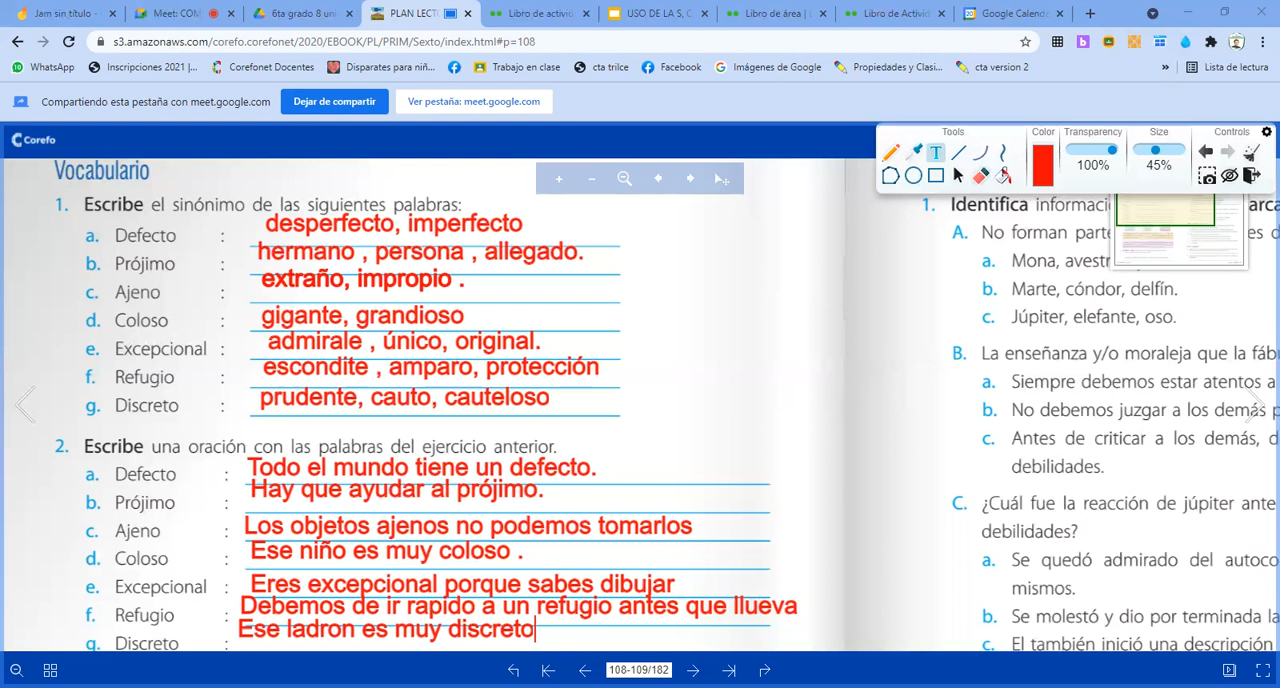 Jam sin título -
Meet: COM
6ta grado 8 uni
PLAN LECTO
Libro de activid
USO DE LA S, C
Libro de área | L
Libro de Activid
Google Calenda
s3.amazonaws.com/corefo.corefonet/2020/EBOOK/PL/PRIM/Sexto/index.html#p=108
WhatsApp
Inscripciones 2021 |...
Corefonet Docentes
Disparates para niñ...
Trabajo en clase
cta trilce
Facebook
Imágenes de Google
Propiedades y Clasi...
cta version 2
»
Lista de lectura
Compartiendo esta pestaña con meet.google.com
Dejar de compartir
Ver pestaña: meet.google.com
Corefo
Tools
Color
Transparency
Size
Controls
T
100%
45%
Vocabulario
1. Escribe el sinónimo de las siguientes palabras:
a. Defecto : desperfecto, imperfecto
b. Prójimo : hermano , persona , allegado.
c. Ajeno : extraño, impropio .
d. Coloso : gigante, grandioso
e. Excepcional : admirale , único, original.
f. Refugio : escondite , amparo, protección
g. Discreto : prudente, cauto, cauteloso
2. Escribe una oración con las palabras del ejercicio anterior.
a. Defecto : Todo el mundo tiene un defecto.
b. Prójimo : Hay que ayudar al prójimo.
c. Ajeno : Los objetos ajenos no podemos tomarlos
d. Coloso : Ese niño es muy coloso .
e. Excepcional : Eres excepcional porque sabes dibujar
f. Refugio : Debemos de ir rapido a un refugio antes que llueva
g. Discreto : Ese ladron es muy discreto
1. Identifica informaci
arca
A. No forman parte
es d
a. Mona, avestr
b. Marte, cóndor, delfín.
c. Júpiter, elefante, oso.
B. La enseñanza y/o moraleja que la fáb
a. Siempre debemos estar atentos a
b. No debemos juzgar a los demás p
c. Antes de criticar a los demás, d
debilidades.
C. ¿Cuál fue la reacción de júpiter ante
debilidades?
a. Se quedó admirado del autoco
mismos.
b. Se molestó y dio por terminada la
c. El también inició una descripción
108-109/182